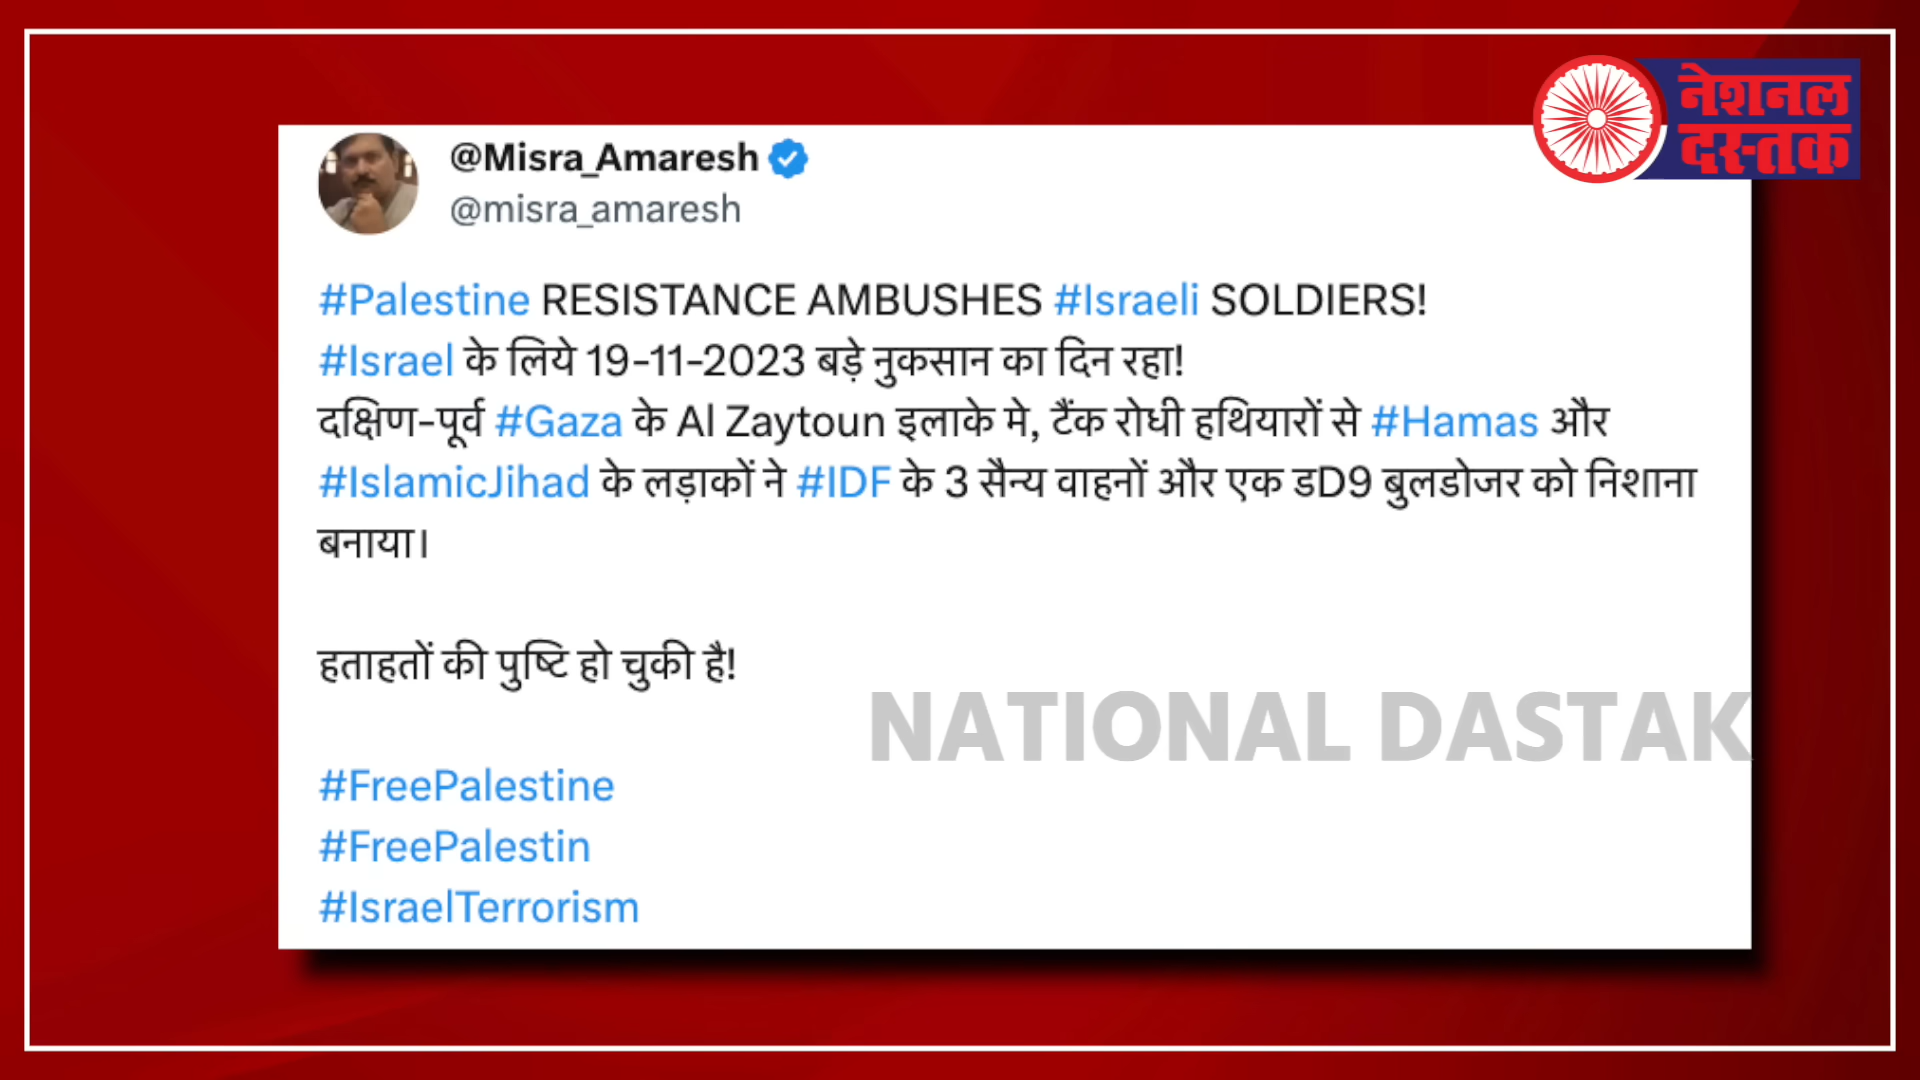 नेशनल
दस्तक
@Misra_Amaresh
@misra_amaresh
#Palestine RESISTANCE AMBUSHES #Israeli SOLDIERS!
#Israel के लिये 19-11-2023 बड़े नुकसान का दिन रहा!
दक्षिण-पूर्व #Gaza के Al Zaytoun इलाके मे, टैंक रोधी हथियारों से #Hamas और
#IslamicJihad के लड़ाकों ने #IDF के 3 सैन्य वाहनों और एक डD9 बुलडोजर को निशाना
बनाया।
हताहतों की पुष्टि हो चुकी है!
NATIONAL DASTAK
#FreePalestine
#FreePalestin
#IsraelTerrorism